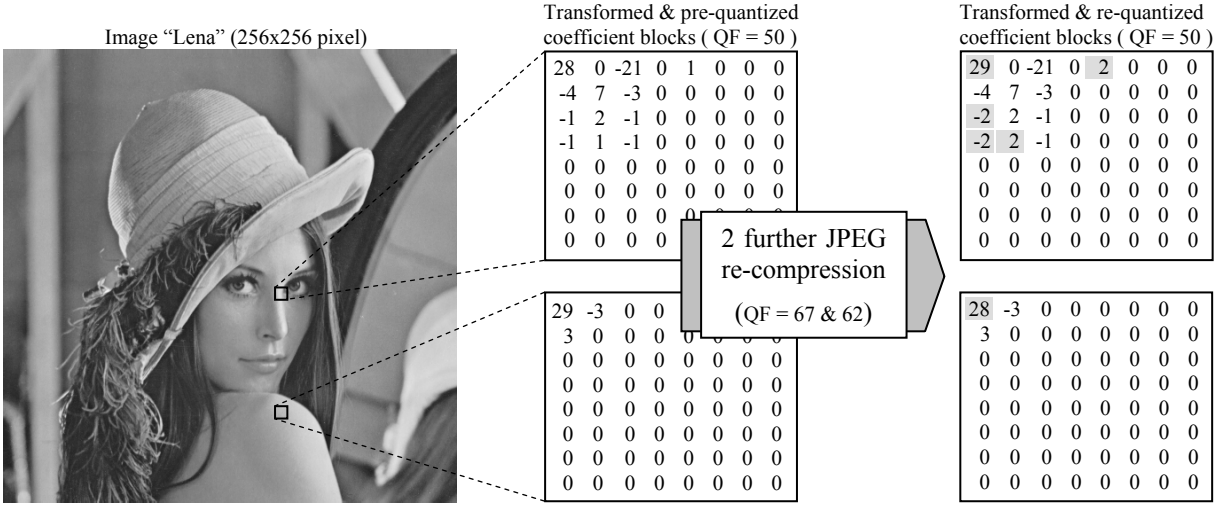 Image “Lena” (256x256 pixel)
Transformed & pre-quantized
coefficient blocks ( QF = 50 )
28 0 -21 0 1 0 0 0
-4 7 -3 0 0 0 0 0
-1 2 -1 0 0 0 0 0
-1 1 -1 0 0 0 0 0
0 0 0 0 0 0 0 0
0 0 0 0 0 0 0 0
0 0 0 0 0 0 0 0
0 0 0 0
29 -3 0 0
3 0 0 0 0 0 0 0
0 0 0 0 0 0 0 0
0 0 0 0 0 0 0 0
0 0 0 0 0 0 0 0
0 0 0 0 0 0 0 0
0 0 0 0 0 0 0 0
0 0 0 0 0 0 0 0
2 further JPEG
re-compression
(QF = 67 & 62)
Transformed & re-quantized
coefficient blocks ( QF = 50 )
29 0 -21 0 2 0 0 0
-4 7 -3 0 0 0 0 0
-2 2 -1 0 0 0 0 0
-2 2 -1 0 0 0 0 0
0 0 0 0 0 0 0 0
0 0 0 0 0 0 0 0
0 0 0 0 0 0 0 0
0 0 0 0 0 0 0 0
28 -3 0 0 0 0 0 0
3 0 0 0 0 0 0 0
0 0 0 0 0 0 0 0
0 0 0 0 0 0 0 0
0 0 0 0 0 0 0 0
0 0 0 0 0 0 0 0
0 0 0 0 0 0 0 0
0 0 0 0 0 0 0 0